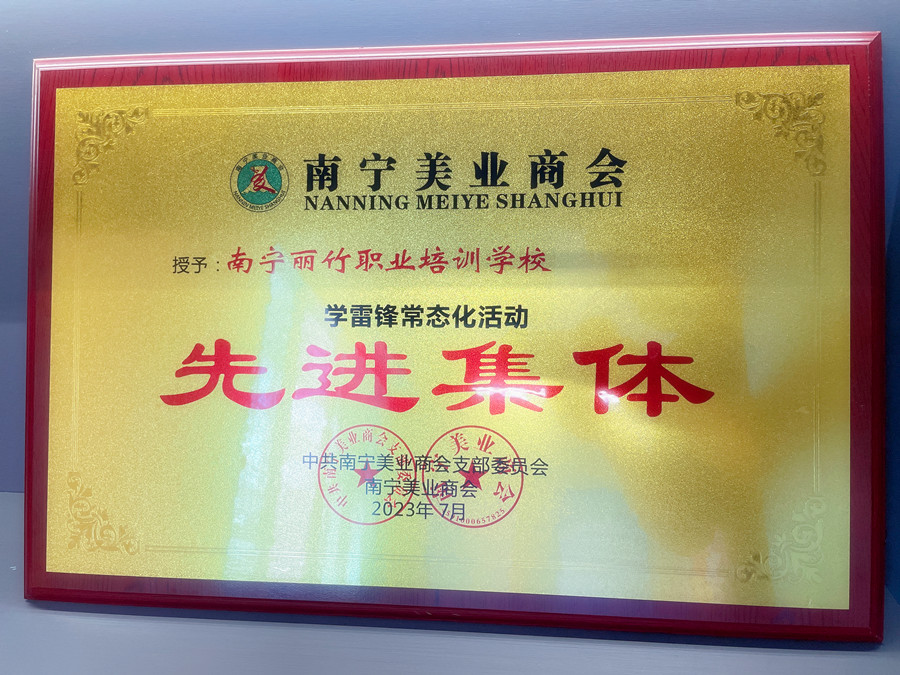 南宁美业商会
NANNING MEIYE SHANGHUI
授予：南宁丽竹职业培训学校
学雷锋常态化活动
先进集体
中共南宁美业商会支部委员会
南宁美业商会
2023年7月